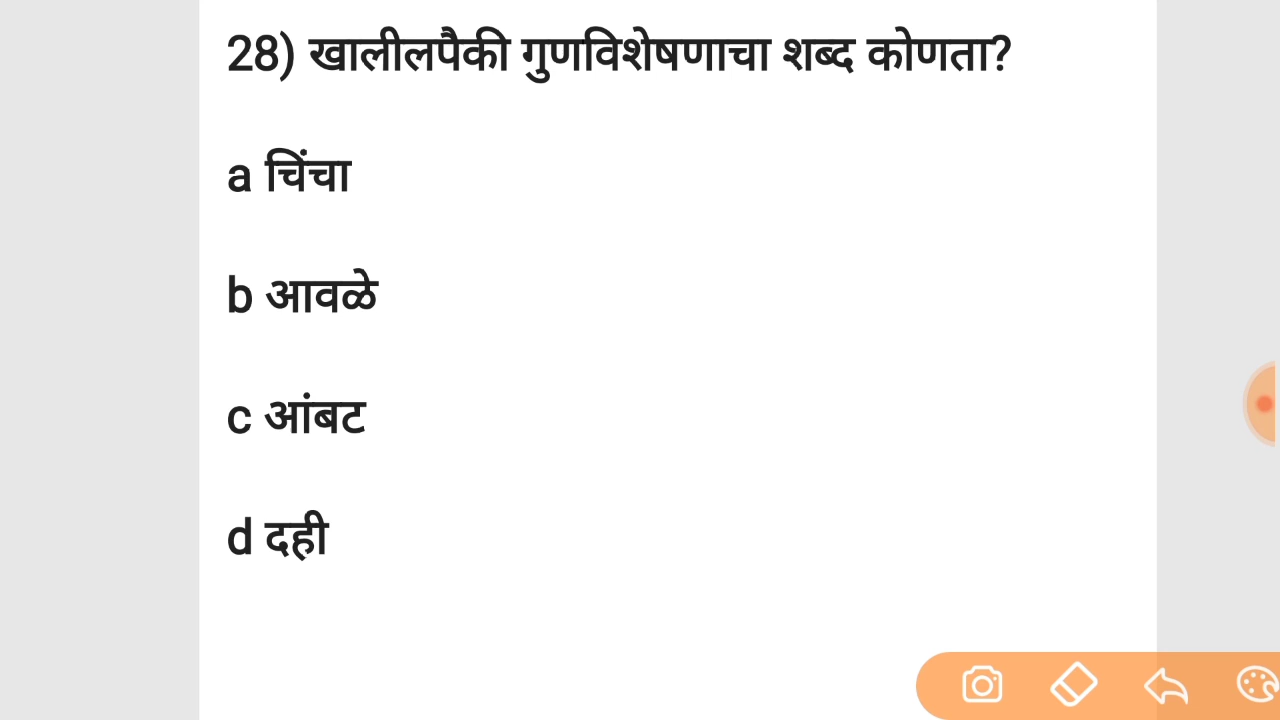 28) खालीलपैकी गुणविशेषणाचा शब्द कोणता?
a चिंचा
b आवळे
c आंबट
d दही